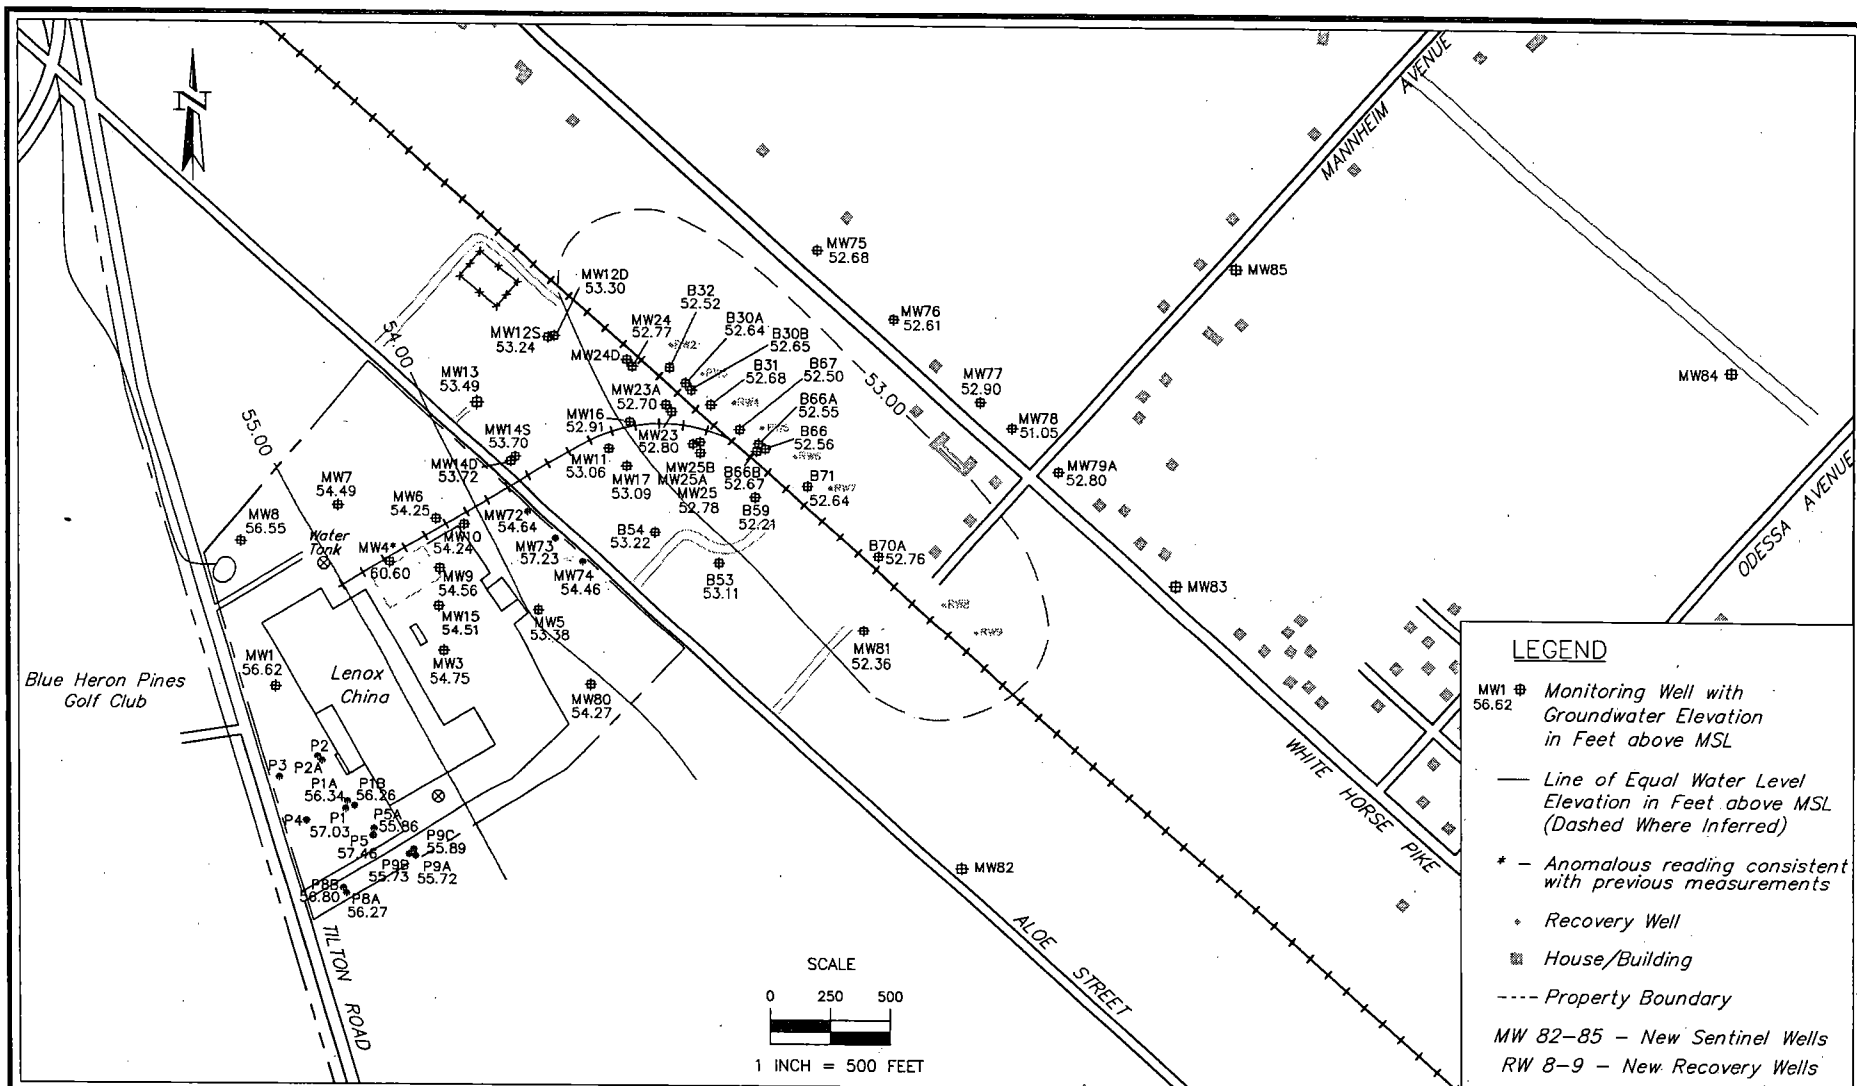 N
MANNHEIM AVENUE
MW75
52.68
MW85
MW12D
53.30
B32
52.52
MW24
52.77
B30A
52.64
MW76
52.61
B30B
52.65
MW12S
53.24
RW2
MW24D
54.00
B31
52.68
B67
52.50
RW3
MW13
53.49
MW23A
52.70
RW4
53.00
MW77
52.90
MW84
B66A
52.55
55.00
MW16
52.91
RW5
MW78
51.05
MW14S
53.70
MW23
52.80
B66
52.56
MW14D
53.72
MW11
53.06
MW25B
MW25A
B66B
52.67
RW6
MW79A
52.80
MW7
54.49
MW17
53.09
MW25
52.78
B71
52.64
RW7
MW6
54.25
MW8
56.55
MW72
54.64
B59
52.21
ODESSA AVENUE
Water
Tank
MW4*
60.60
MW10
54.24
MW73
57.23
B54
53.22
B70A
52.76
MW9
54.56
MW74
54.46
B53
53.11
MW83
MW15
54.51
MW5
53.38
RW8
RW9
MW81
52.36
MW1
56.62
MW3
54.75
Blue Heron Pines
Golf Club
Lenox
China
MW80
54.27
P2
P2A
P3
P1A
56.34
P1B
56.26
P1
P4
57.03
P5A
55.86
P5
57.46
P9C
55.89
P9B
55.73
P9A
55.72
P8B
56.80
P8A
56.27
WHITE HORSE PIKE
MW82
TILTON ROAD
ALOE STREET
SCALE
0 250 500
1 INCH = 500 FEET
LEGEND
MW1
56.62
Monitoring Well with
Groundwater Elevation
in Feet above MSL
Line of Equal Water Level
Elevation in Feet above MSL
(Dashed Where Inferred)
* - Anomalous reading consistent
with previous measurements
Recovery Well
House/Building
---- Property Boundary
MW 82-85 - New Sentinel Wells
RW 8-9 - New Recovery Wells